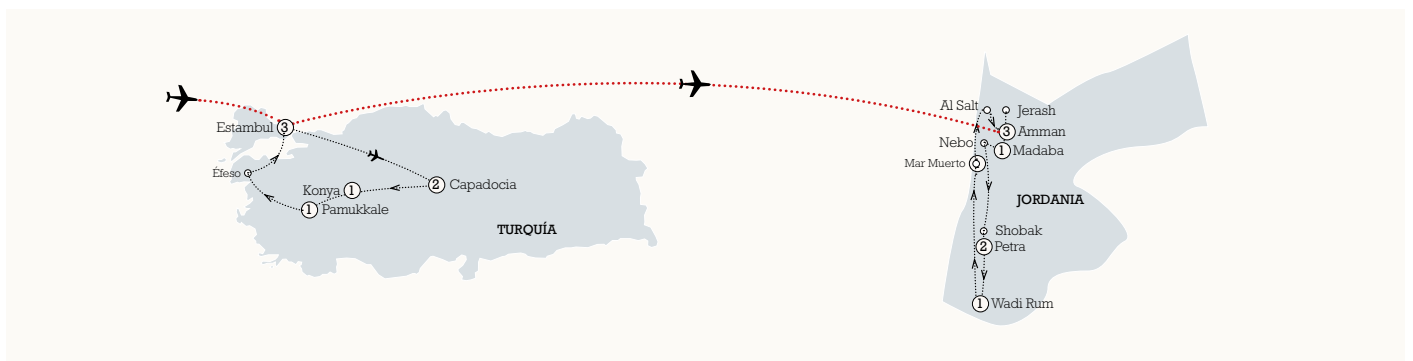 Estambul 3
Éfeso
Konya 1
2 Capadocia
1 Pamukkale
TURQUÍA
Al Salt
Jerash
3 Amman
Nebo
1 Madaba
Mar Muerto
JORDANIA
Shobak
2 Petra
1 Wadi Rum